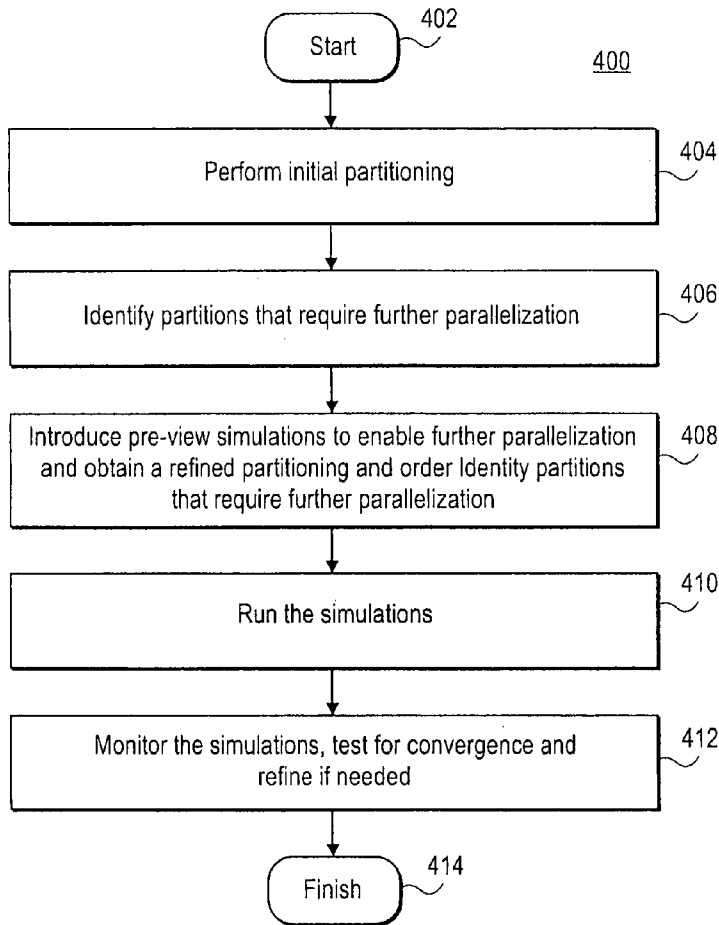 Start
402
400
Perform initial partitioning
404
Identify partitions that require further parallelization
406
Introduce pre-view simulations to enable further parallelization
and obtain a refined partitioning and order Identity partitions
that require further parallelization
408
Run the simulations
410
Monitor the simulations, test for convergence and
refine if needed
412
Finish
414